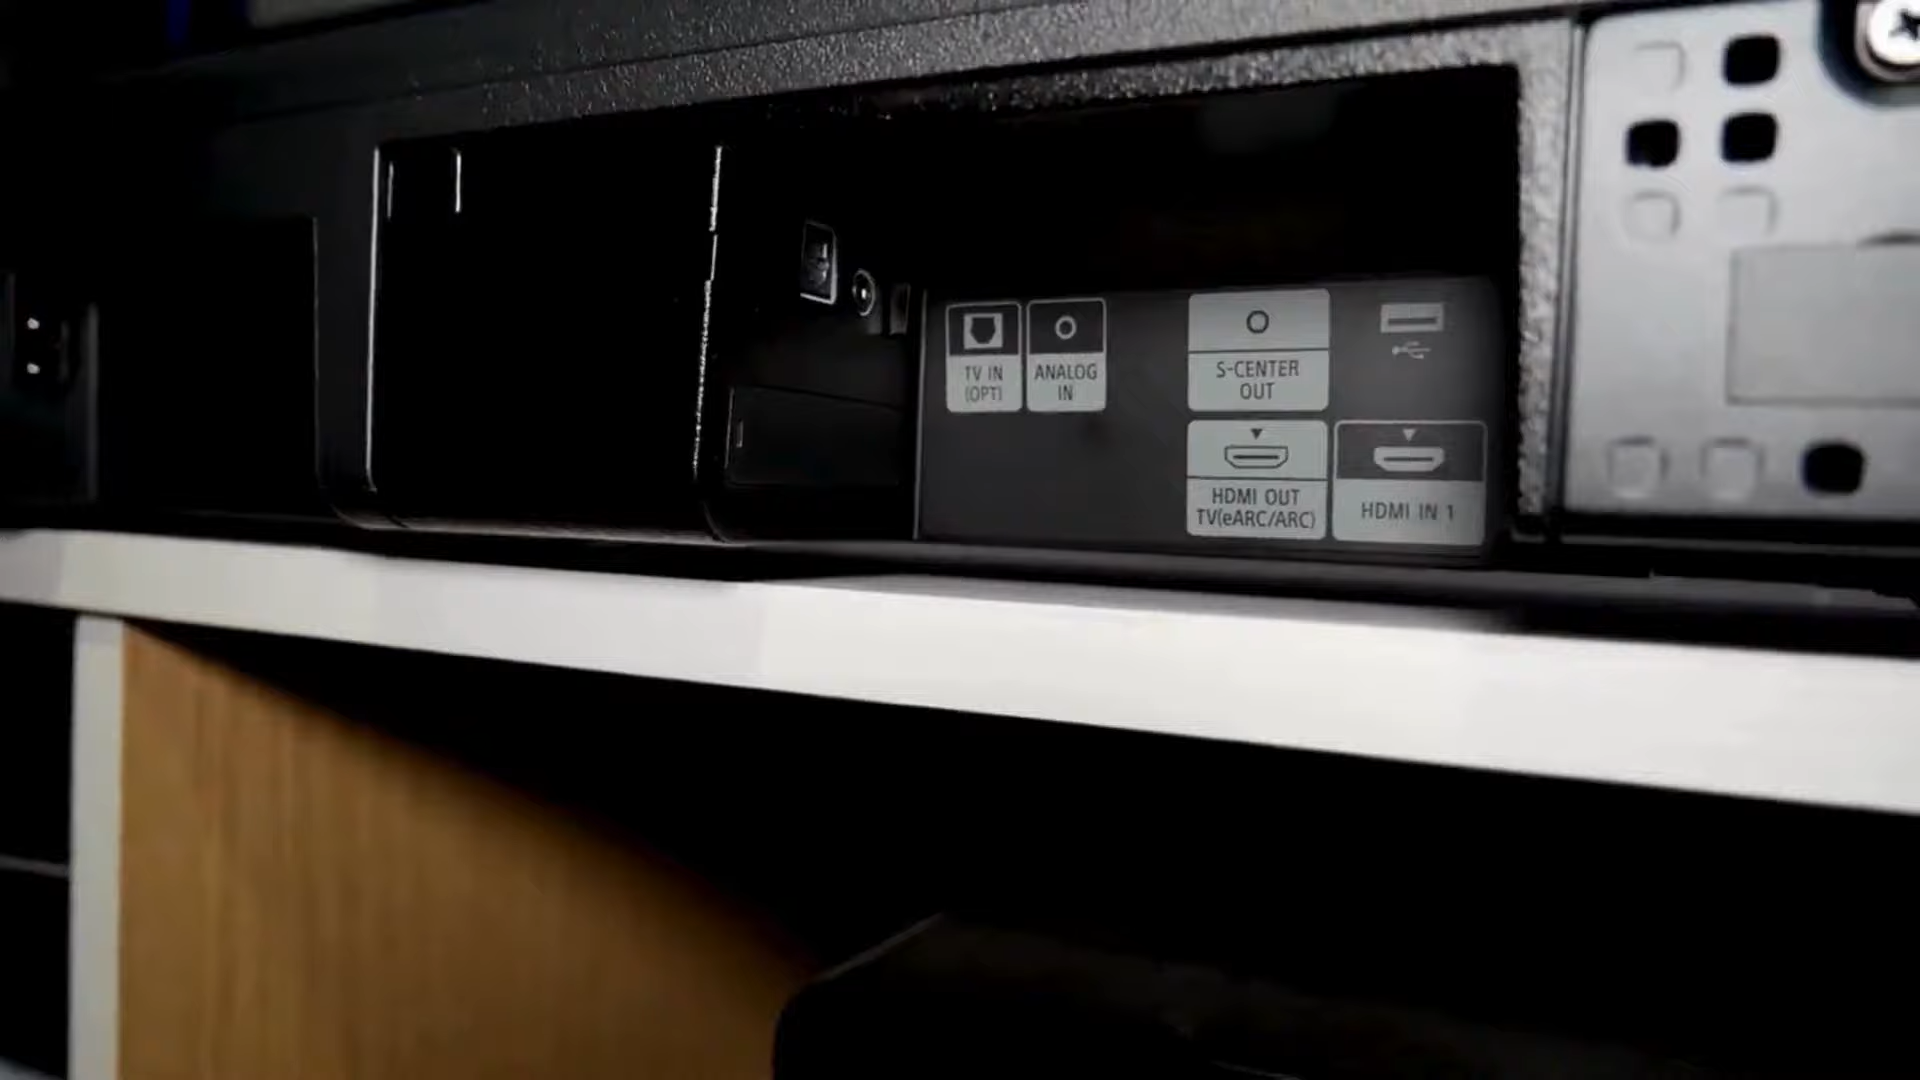 TV IN
(OPT)
ANALOG
IN
S-CENTER
OUT
HDMI OUT
TV(eARC/ARC)
HDMI IN 1